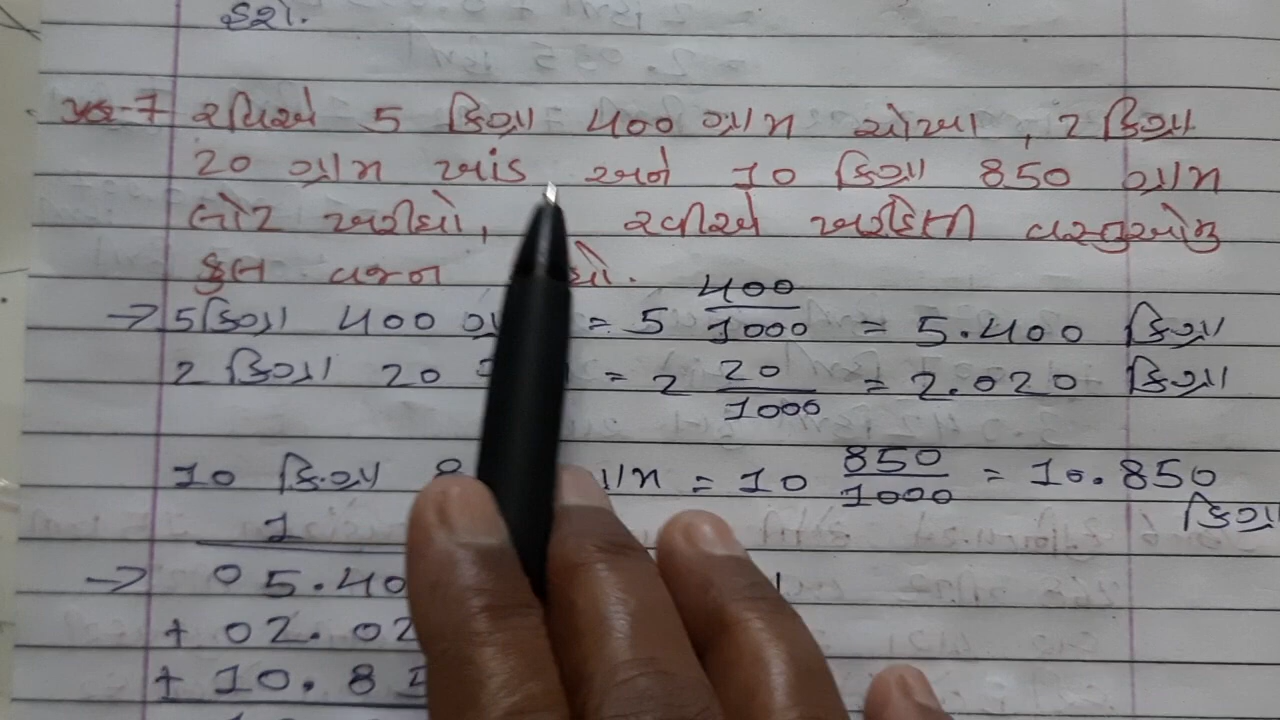 કરો.
પ્ર-7 રવિએ 5 કિગ્રા 400 ગ્રામ ચોખા, 2 કિગ્રા
20 ગ્રામ ખાંડ અને 10 કિગ્રા 850 ગ્રામ
લોટ ખરીધો, રવીએ ખરીદેલી વસ્તુઓનુ
કુલ વજન
→ 5 કિગ્રા 400 = 5 400/1000 = 5.400 કિગ્રા
2 કિગ્રા 20 = 2 20/1000 = 2.020 કિગ્રા
10 કિ.ગ્રા 8 ગ્રામ = 10 850/1000 = 10.850
કિગ્રા
1
→ 05.40
+ 02.02
+ 10.85